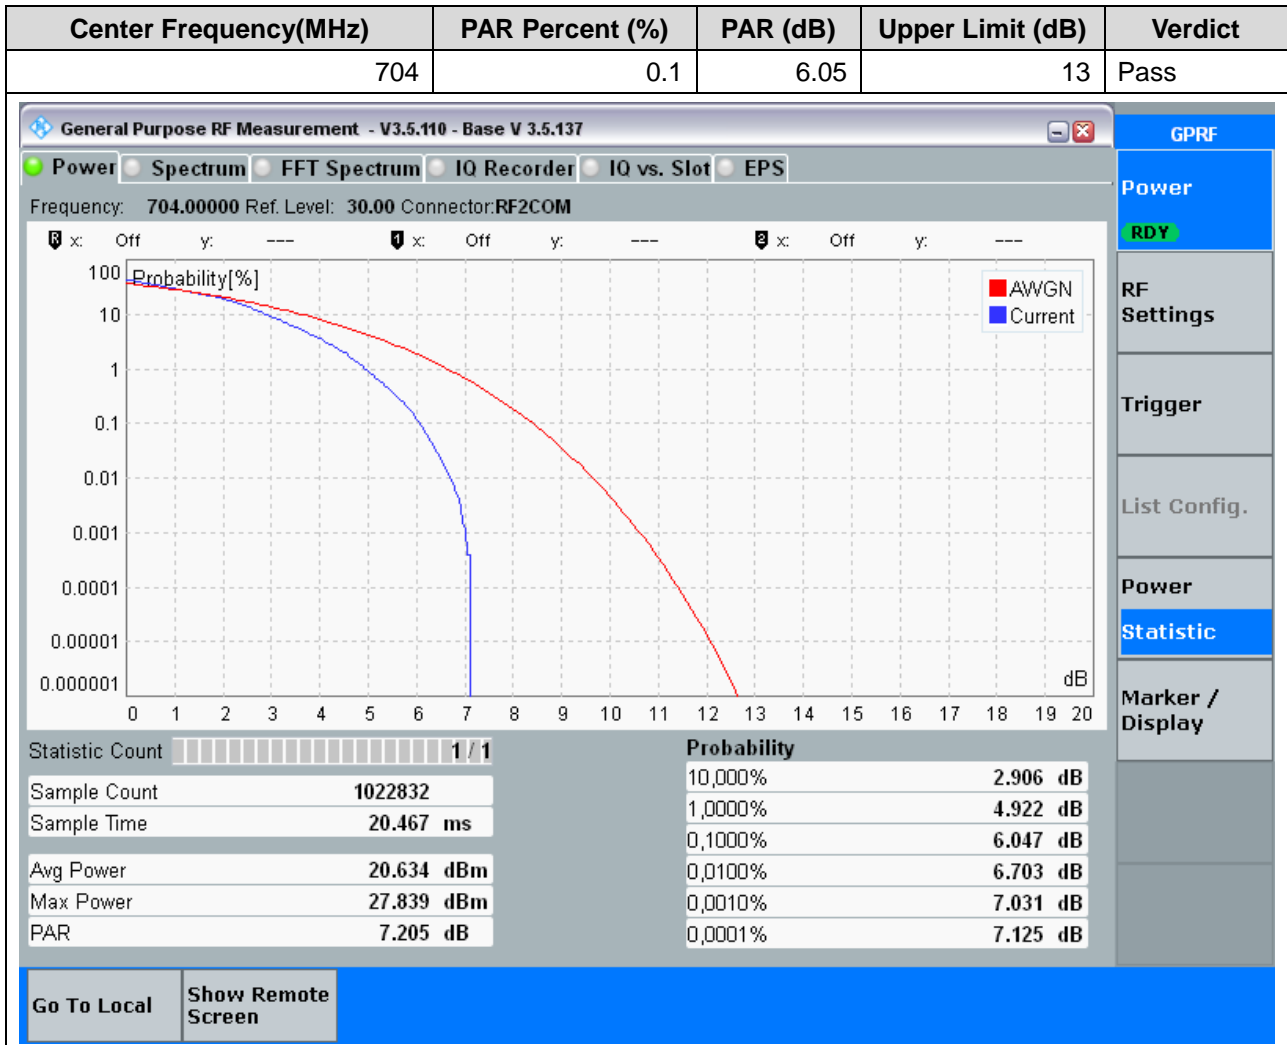 Center Frequency(MHz) PAR Percent (%) PAR (dB) Upper Limit (dB) Verdict
704 0.1 6.05 13 Pass
General Purpose RF Measurement - V3.5.110 - Base V 3.5.137
Power Spectrum FFT Spectrum IQ Recorder IQ vs. Slot EPS
Frequency: 704.00000 Ref. Level: 30.00 Connector:RF2COM
R x: Off y: --- 1 x: Off y: --- 2 x: Off y: ---
Probability[%]
AWGN
Current
100
10
1
0.1
0.01
0.001
0.0001
0.00001
0.000001
dB
0 1 2 3 4 5 6 7 8 9 10 11 12 13 14 15 16 17 18 19 20
Statistic Count 1 / 1
Sample Count 1022832
Sample Time 20.467 ms
Avg Power 20.634 dBm
Max Power 27.839 dBm
PAR 7.205 dB
Probability
10,000% 2.906 dB
1,0000% 4.922 dB
0,1000% 6.047 dB
0,0100% 6.703 dB
0,0010% 7.031 dB
0,0001% 7.125 dB
GPRF
Power
RDY
RF
Settings
Trigger
List Config.
Power
Statistic
Marker /
Display
Go To Local
Show Remote
Screen